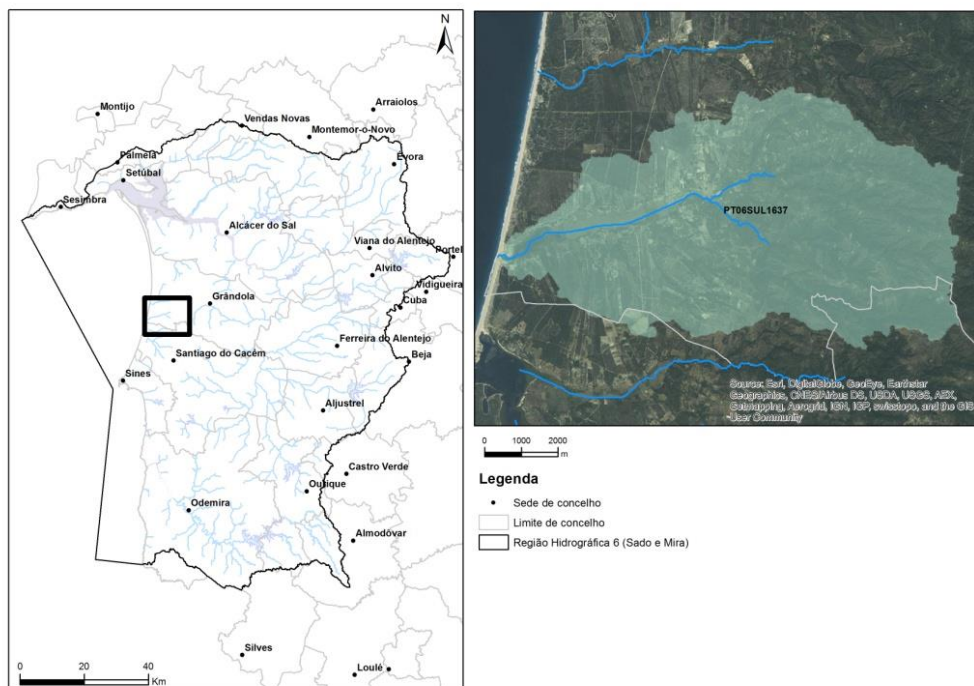 N
Montijo
Arraiolos
Vendas Novas
Montemor-o-Novo
Palmela
Évora
Setúbal
Sesimbra
Alcácer do Sal
Viana do Alentejo
Portel
Alvito
Vidigueira
Grândola
Cuba
Ferreira do Alentejo
Santiago do Cacém
Beja
Sines
Aljustrel
Castro Verde
Ourique
Odemira
Almodôvar
Silves
Loulé
0 20 40
Km
PT06SUL1637
Source: Esri, DigitalGlobe, GeoEye, Earthstar
Geographics, CNES/Airbus DS, USDA, USGS, AEX,
Getmapping, Aerogrid, IGN, IGP, swisstopo, and the GIS
User Community
0 1000 2000
m
Legenda
Sede de concelho
Limite de concelho
Região Hidrográfica 6 (Sado e Mira)